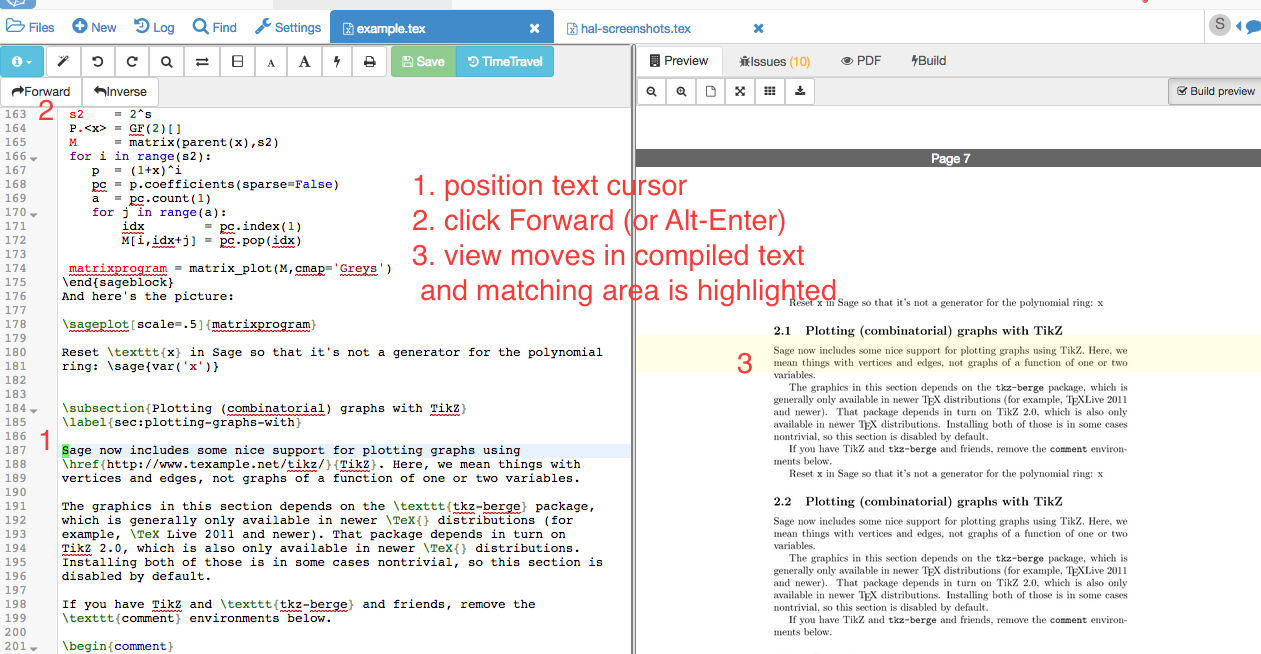 Files New Log Find Settings example.tex hal-screenshots.tex S
A A Save TimeTravel
Forward Inverse
Preview Issues (10) PDF Build
Build preview
2
163 s2 = 2^s
164 P.<x> = GF(2)[]
165 M = matrix(parent(x),s2)
166 for i in range(s2):
167 p = (1+x)^i
168 pc = p.coefficients(sparse=False)
169 a = pc.count(1)
170 for j in range(a):
171 idx = pc.index(1)
172 M[i,idx+j] = pc.pop(idx)
173
174 matrixprogram = matrix_plot(M,cmap='Greys')
175 \end{sageblock}
176 And here's the picture:
177
178 \sageplot[scale=.5]{matrixprogram}
179
180 Reset \texttt{x} in Sage so that it's not a generator for the polynomial
181 ring: \sage{var('x')}
182
183
184 \subsection{Plotting (combinatorial) graphs with TikZ}
185 \label{sec:plotting-graphs-with}
186
1
187 Sage now includes some nice support for plotting graphs using
188 \href{http://www.texample.net/tikz/}{TikZ}. Here, we mean things with
189 vertices and edges, not graphs of a function of one or two variables.
190
191 The graphics in this section depends on the \texttt{tkz-berge} package,
192 which is generally only available in newer \TeX{} distributions (for
193 example, \TeX Live 2011 and newer). That package depends in turn on
194 TikZ 2.0, which is also only available in newer \TeX{} distributions.
195 Installing both of those is in some cases nontrivial, so this section is
196 disabled by default.
197
198 If you have TikZ and \texttt{tkz-berge} and friends, remove the
199 \texttt{comment} environments below.
200
201 \begin{comment}
1. position text cursor
2. click Forward (or Alt-Enter)
3. view moves in compiled text
and matching area is highlighted
Page 7
Reset x in Sage so that it's not a generator for the polynomial ring: x
2.1 Plotting (combinatorial) graphs with TikZ
3
Sage now includes some nice support for plotting graphs using TikZ. Here, we
mean things with vertices and edges, not graphs of a function of one or two
variables.
The graphics in this section depends on the tkz-berge package, which is
generally only available in newer TEX distributions (for example, TEXLive 2011
and newer). That package depends in turn on TikZ 2.0, which is also only
available in newer TEX distributions. Installing both of those is in some cases
nontrivial, so this section is disabled by default.
If you have TikZ and tkz-berge and friends, remove the comment environ-
ments below.
Reset x in Sage so that it's not a generator for the polynomial ring: x
2.2 Plotting (combinatorial) graphs with TikZ
Sage now includes some nice support for plotting graphs using TikZ. Here, we
mean things with vertices and edges, not graphs of a function of one or two
variables.
The graphics in this section depends on the tkz-berge package, which is
generally only available in newer TEX distributions (for example, TEXLive 2011
and newer). That package depends in turn on TikZ 2.0, which is also only
available in newer TEX distributions. Installing both of those is in some cases
nontrivial, so this section is disabled by default.
If you have TikZ and tkz-berge and friends, remove the comment environ-
ments below.